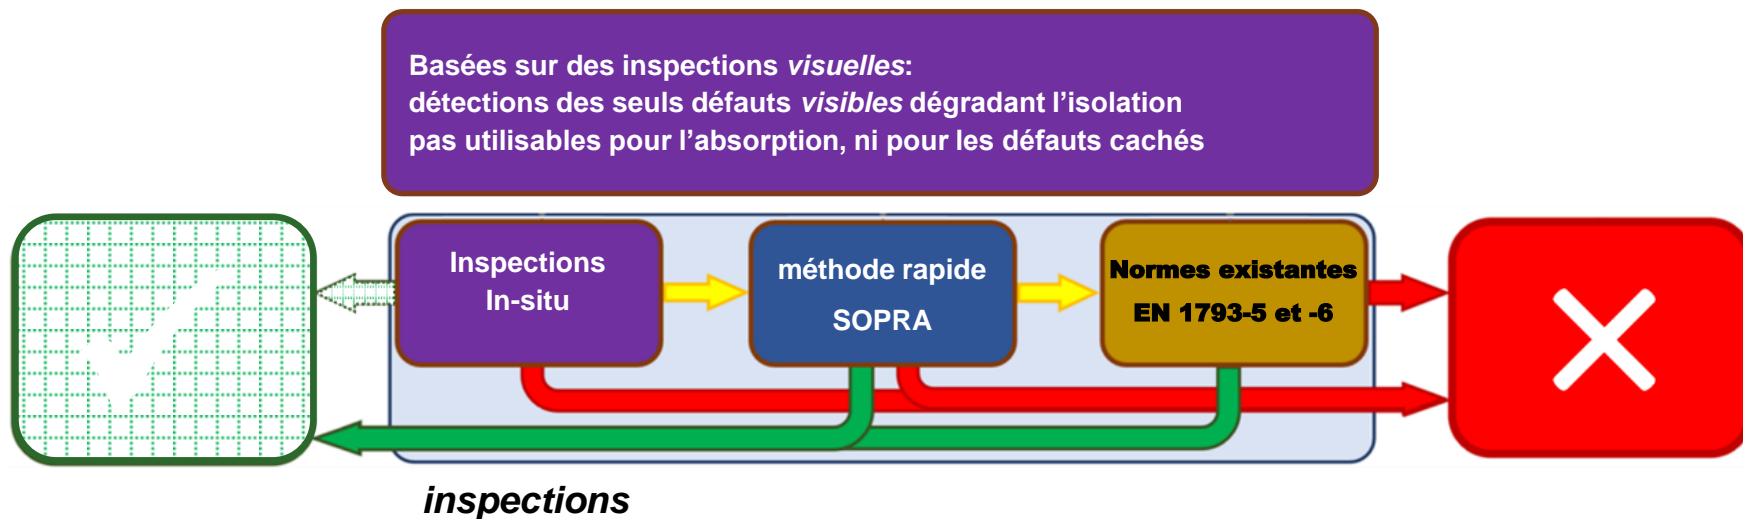 Basées sur des inspections visuelles:
détections des seuls défauts visibles dégradant l’isolation
pas utilisables pour l’absorption, ni pour les défauts cachés
Inspections
In-situ
méthode rapide
SOPRA
Normes existantes
EN 1793-5 et -6
inspections